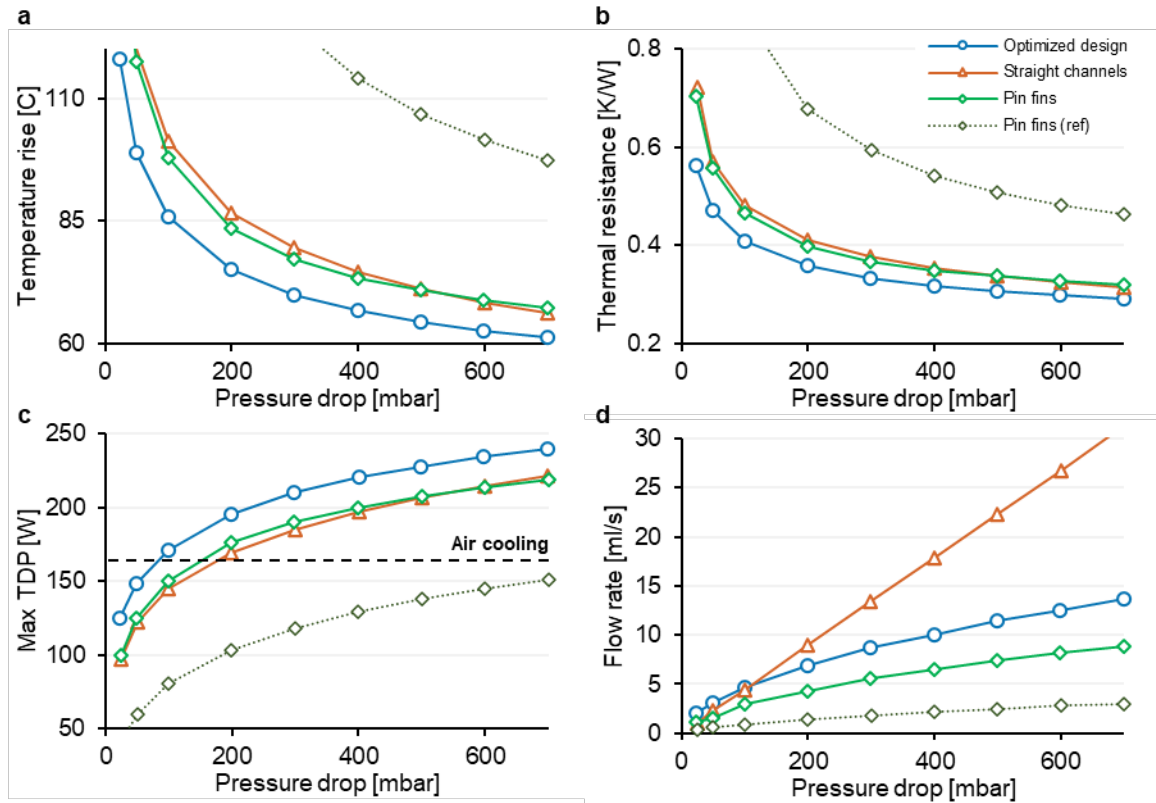 a
Temperature rise [C]
110
85
60
0
200
400
600
Pressure drop [mbar]
b
Thermal resistance [K/W]
0.8
0.6
0.4
0.2
0
200
400
600
Pressure drop [mbar]
Optimized design
Straight channels
Pin fins
Pin fins (ref)
c
Max TDP [W]
250
200
150
100
50
0
200
400
600
Pressure drop [mbar]
Air cooling
d
Flow rate [ml/s]
30
25
20
15
10
5
0
0
200
400
600
Pressure drop [mbar]